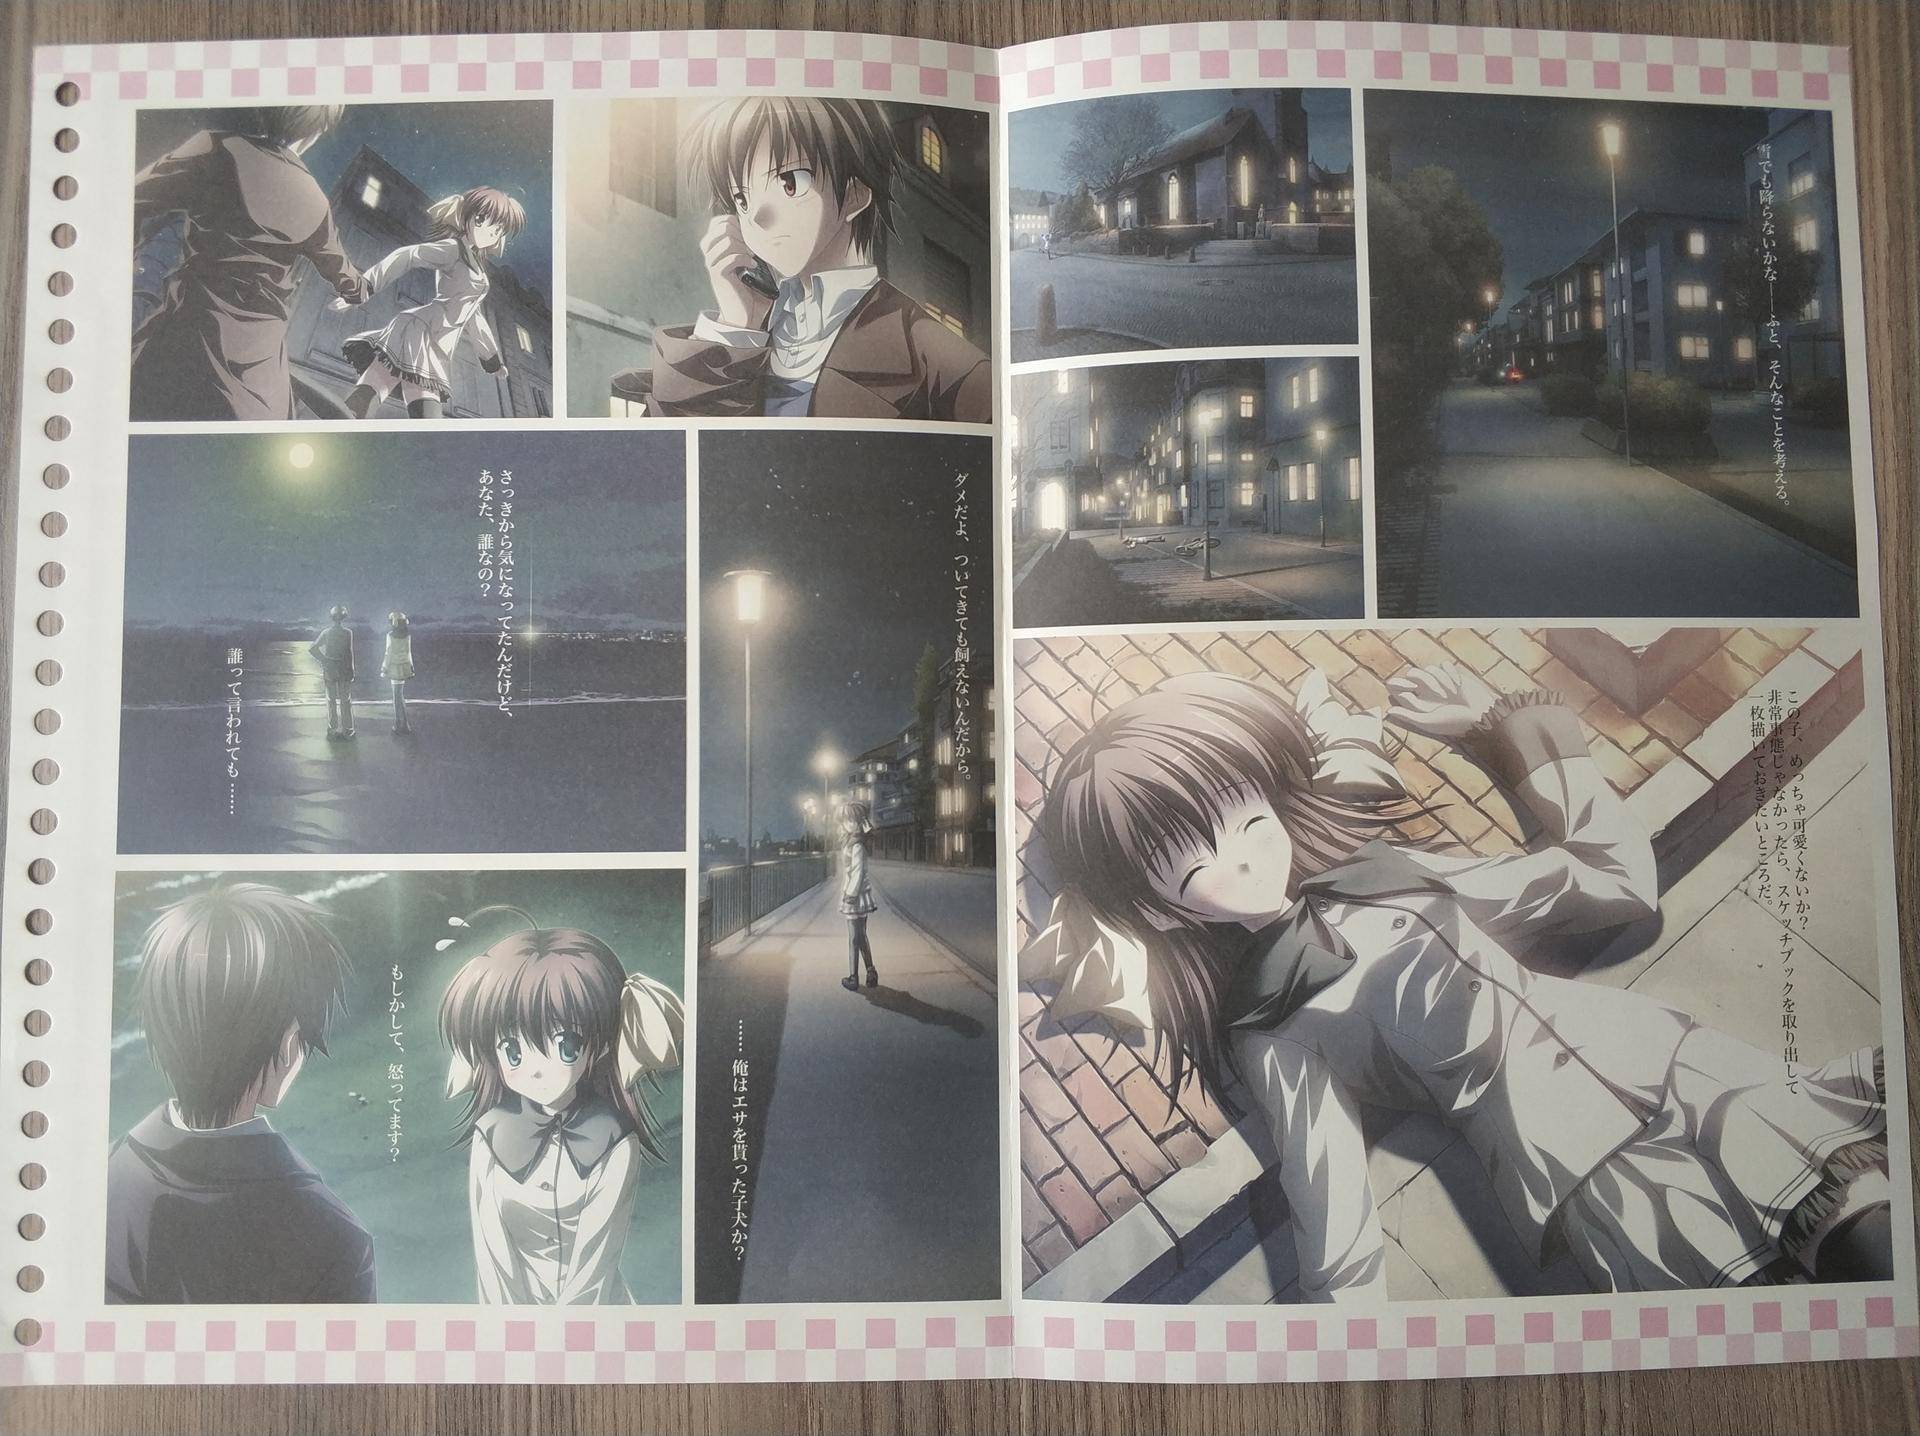 雪でも降らないかな――ふと、そんなことを考える。
この子、めっちゃ可愛くないか?
非常事態じゃなかったら、スケッチブックを取り出して
一枚描いておきたいところだ。
ダメだよ、ついてきても飼えないんだから。
……俺はエサを貰った子犬か?
さっきから気になってたんだけど、
あなた、誰なの?
誰って言われても……
もしかして、怒ってます?